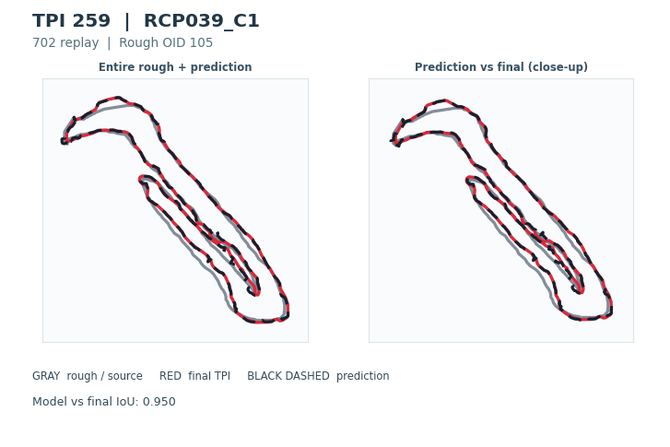 TPI 259 | RCP039_C1
702 replay | Rough OID 105
Entire rough + prediction
Prediction vs final (close-up)
GRAY rough / source RED final TPI BLACK DASHED prediction
Model vs final IoU: 0.950